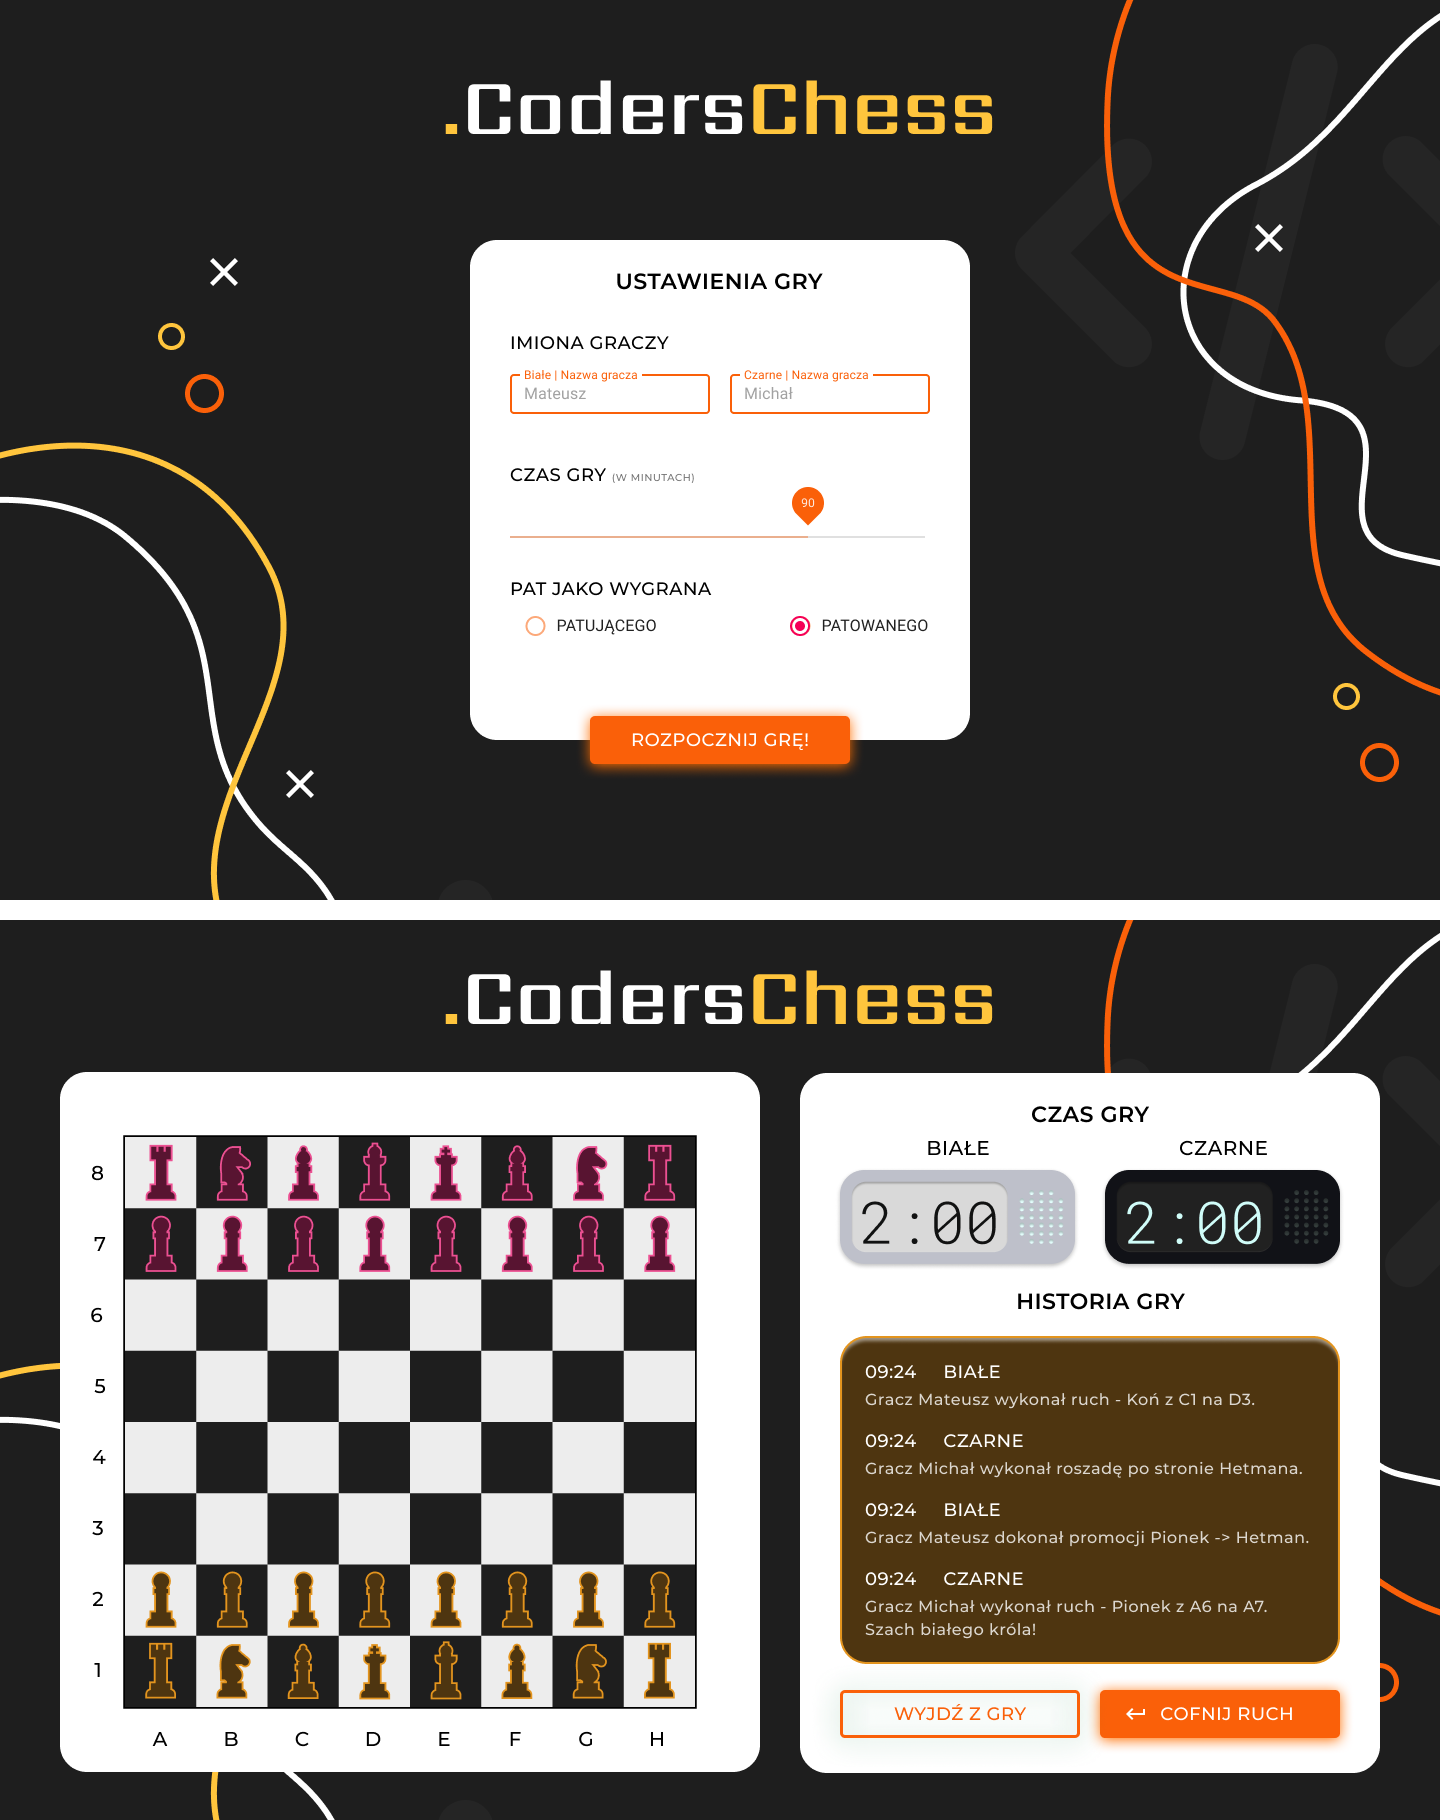 .CodersChess
USTAWIENIA GRY
IMIONA GRACZY
Białe | Nazwa gracza
Mateusz
Czarne | Nazwa gracza
Michał
CZAS GRY (W MINUTACH)
90
PAT JAKO WYGRANA
PATUJĄCEGO
PATOWANEGO
ROZPOCZNIJ GRĘ!
.CodersChess
8
7
6
5
4
3
2
1
A B C D E F G H
CZAS GRY
BIAŁE CZARNE
2:00 2:00
HISTORIA GRY
09:24 BIAŁE
Gracz Mateusz wykonał ruch - Koń z C1 na D3.
09:24 CZARNE
Gracz Michał wykonał roszadę po stronie Hetmana.
09:24 BIAŁE
Gracz Mateusz dokonał promocji Pionek -> Hetman.
09:24 CZARNE
Gracz Michał wykonał ruch - Pionek z A6 na A7.
Szach białego króla!
WYJDŹ Z GRY
COFNIJ RUCH